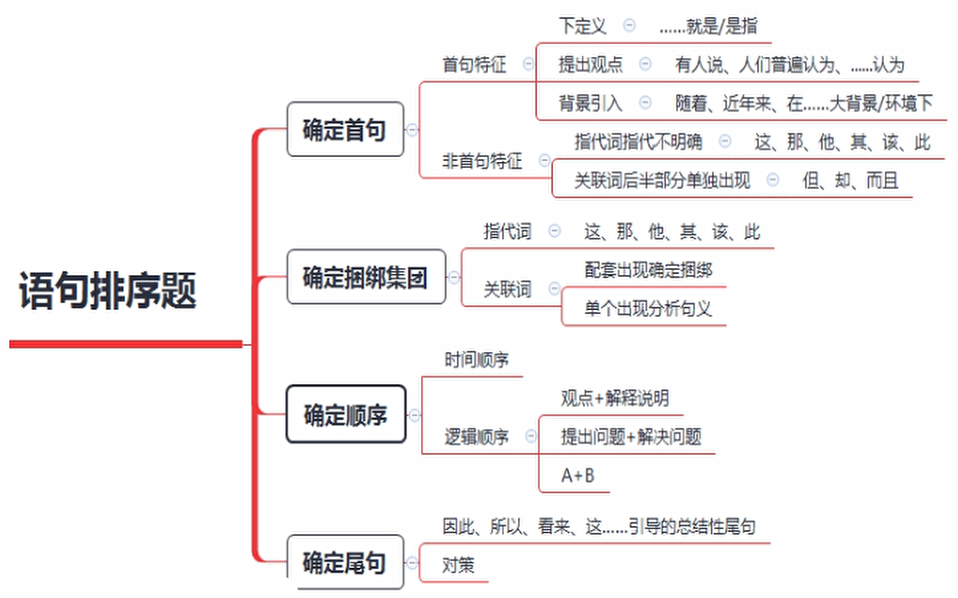 语句排序题
确定首句
首句特征
下定义
……就是/是指
提出观点
有人说、人们普遍认为、……认为
背景引入
随着、近年来、在……大背景/环境下
非首句特征
指代词指代不明确
这、那、他、其、该、此
关联词后半部分单独出现
但、却、而且
确定捆绑集团
指代词
这、那、他、其、该、此
关联词
配套出现确定捆绑
单个出现分析句义
确定顺序
时间顺序
逻辑顺序
观点+解释说明
提出问题+解决问题
A+B
确定尾句
因此、所以、看来、这……引导的总结性尾句
对策